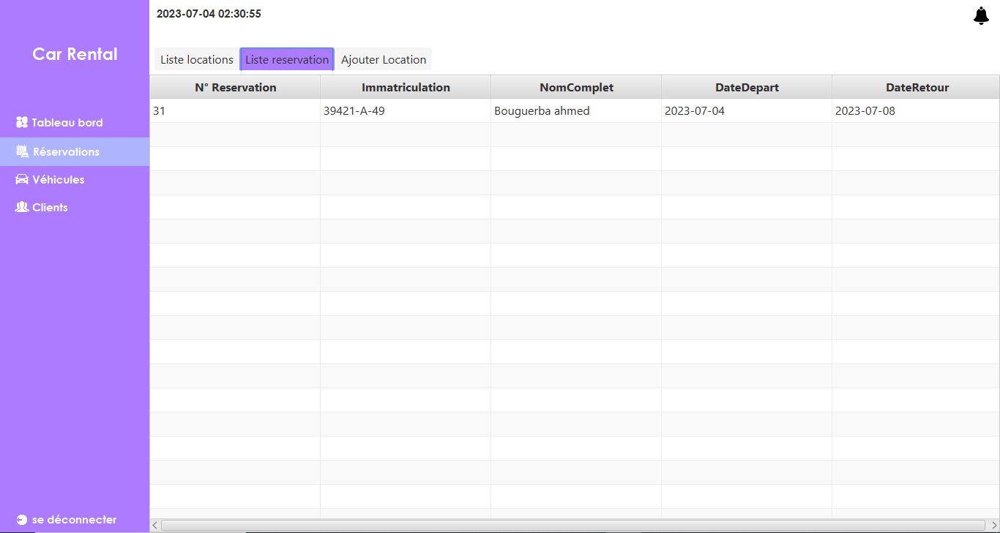 2023-07-04 02:30:55
Car Rental
Tableau bord
Réservations
Véhicules
Clients
se déconnecter
Liste locations Liste reservation Ajouter Location
N° Reservation Immatriculation NomComplet DateDepart DateRetour
31 39421-A-49 Bouguerba ahmed 2023-07-04 2023-07-08